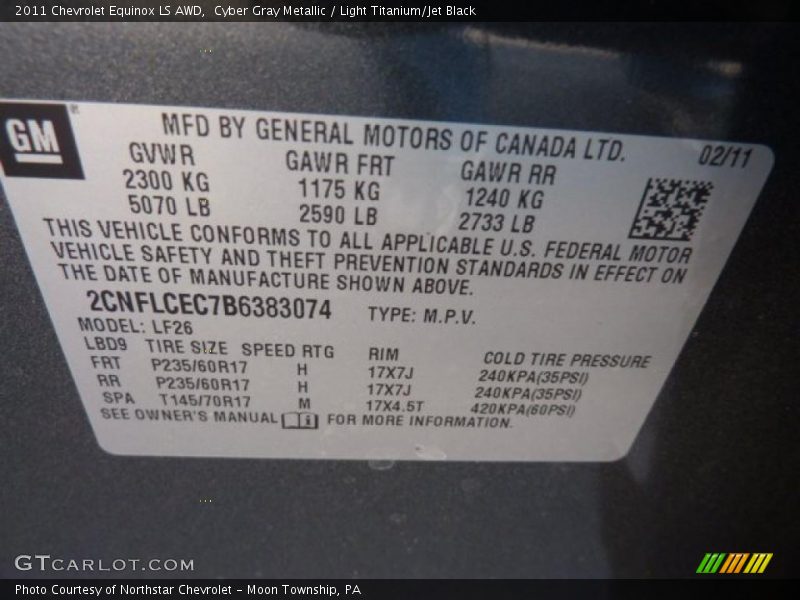 2011 Chevrolet Equinox LS AWD,  Cyber Gray Metallic / Light Titanium/Jet Black
GM
MFD BY GENERAL MOTORS OF CANADA LTD.
02/11
GVWR GAWR FRT GAWR RR
2300 KG 1175 KG 1240 KG
5070 LB 2590 LB 2733 LB
THIS VEHICLE CONFORMS TO ALL APPLICABLE U.S. FEDERAL MOTOR
VEHICLE SAFETY AND THEFT PREVENTION STANDARDS IN EFFECT ON
THE DATE OF MANUFACTURE SHOWN ABOVE.
2CNFLCEC7B6383074 TYPE: M.P.V.
MODEL: LF26
LBD9 TIRE SIZE SPEED RTG RIM COLD TIRE PRESSURE
FRT P235/60R17 H 17X7J 240KPA(35PSI)
RR P235/60R17 H 17X7J 240KPA(35PSI)
SPA T145/70R17 M 17X4.5T 420KPA(60PSI)
SEE OWNER'S MANUAL FOR MORE INFORMATION.
GTCARLOT.COM
Photo Courtesy of Northstar Chevrolet - Moon Township, PA